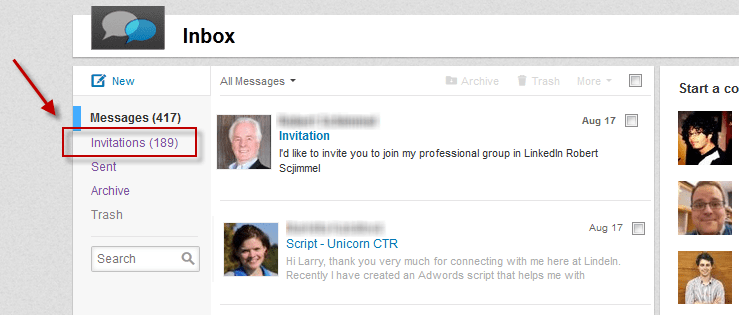 Inbox
New
All Messages
Archive
Trash
More
Start a co
Messages (417)
Invitations (189)
Sent
Archive
Trash
Search
Aug 17
Invitation
I'd like to invite you to join my professional group in LinkedIn Robert
Scjimmel
Aug 17
Script - Unicorn CTR
Hi Larry, thank you very much for connecting with me here at Lindeln.
Recently I have created an Adwords script that helps me with